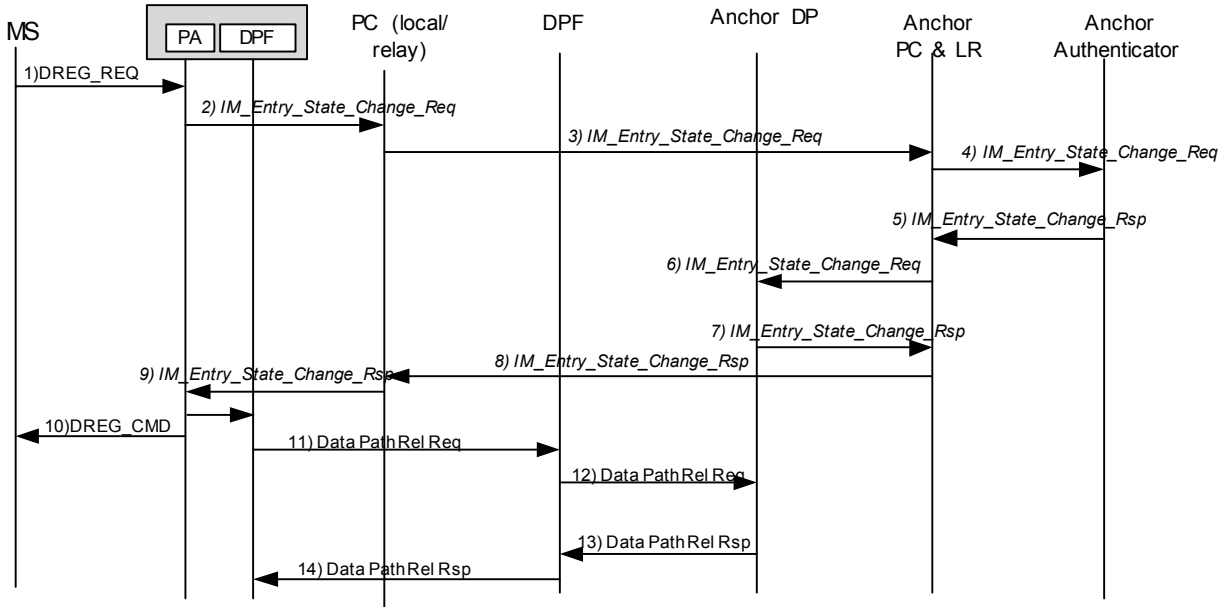 MS
PA
DPF
PC (local/
relay)
DPF
Anchor DP
Anchor
PC & LR
Anchor
Authenticator
1)DREG_REQ
2) IM_Entry_State_Change_Req
3) IM_Entry_State_Change_Req
4) IM_Entry_State_Change_Req
5) IM_Entry_State_Change_Rsp
6) IM_Entry_State_Change_Req
7) IM_Entry_State_Change_Rsp
8) IM_Entry_State_Change_Rsp
9) IM_Entry_State_Change_Rsp
10)DREG_CMD
11) Data Path Rel Req
12) Data Path Rel Req
13) Data Path Rel Rsp
14) Data Path Rel Rsp